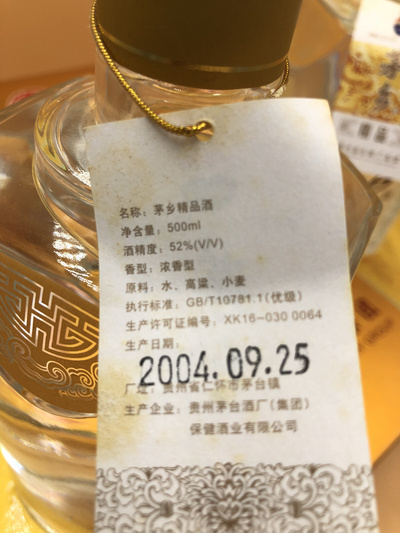 名称：茅乡精品酒
净含量：500ml
酒精度：52%(V/V)
香型：浓香型
原料：水、高粱、小麦
执行标准：GB/T10781.1(优级)
生产许可证编号：XK16-030 0064
生产日期：
2004.09.25
厂址：贵州省仁怀市茅台镇
生产企业：贵州茅台酒厂(集团)
保健酒业有限公司